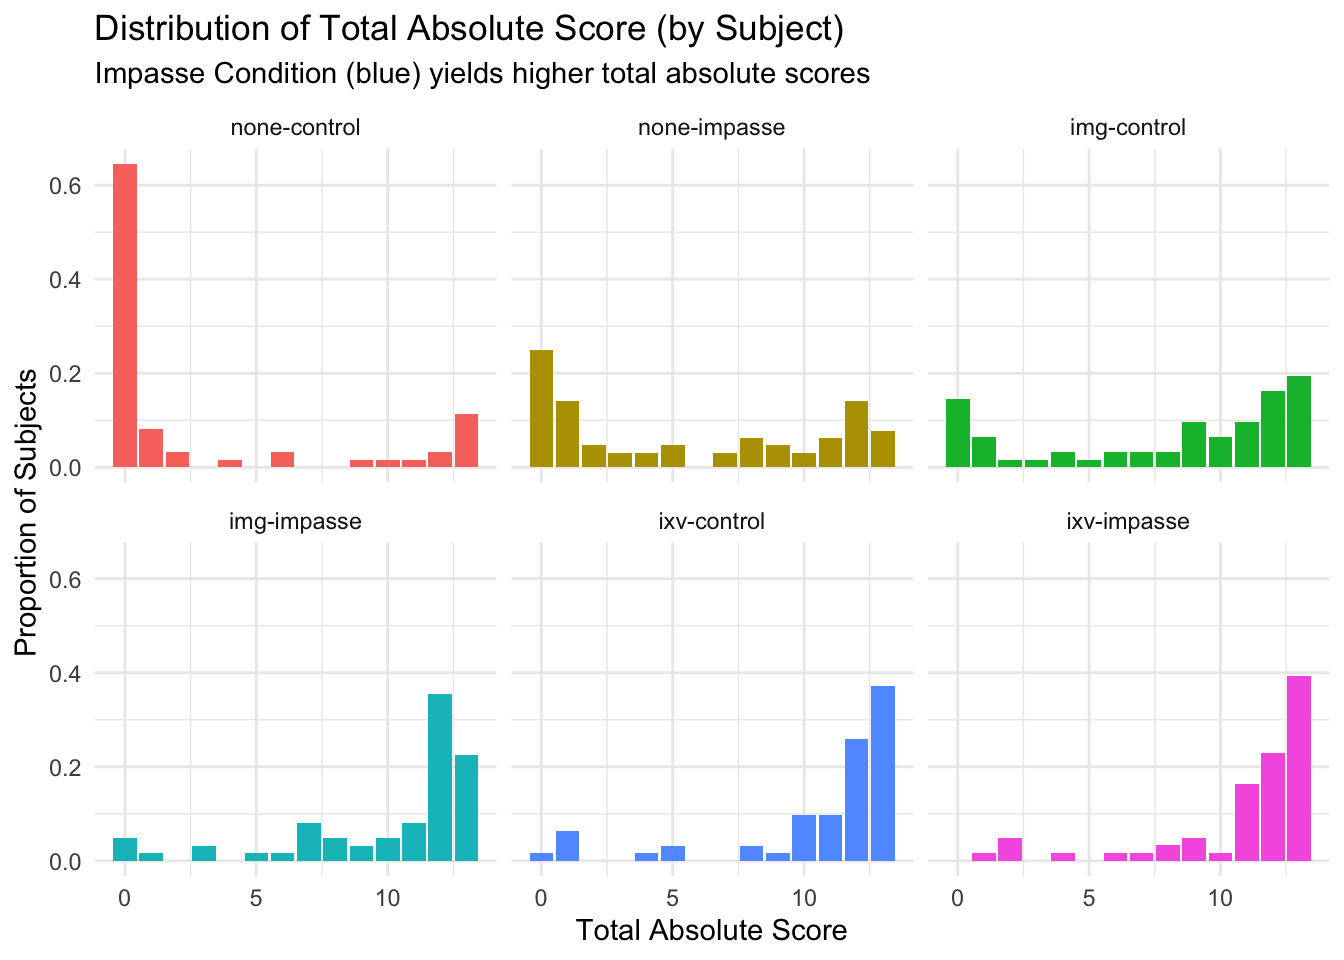 Distribution of Total Absolute Score (by Subject)
Impasse Condition (blue) yields higher total absolute scores
none-control
none-impasse
img-control
0.6
0.4
0.2
0.0
img-impasse
ixv-control
ixv-impasse
0.6
0.4
0.2
0.0
0 5 10
0 5 10
0 5 10
Total Absolute Score
Proportion of Subjects